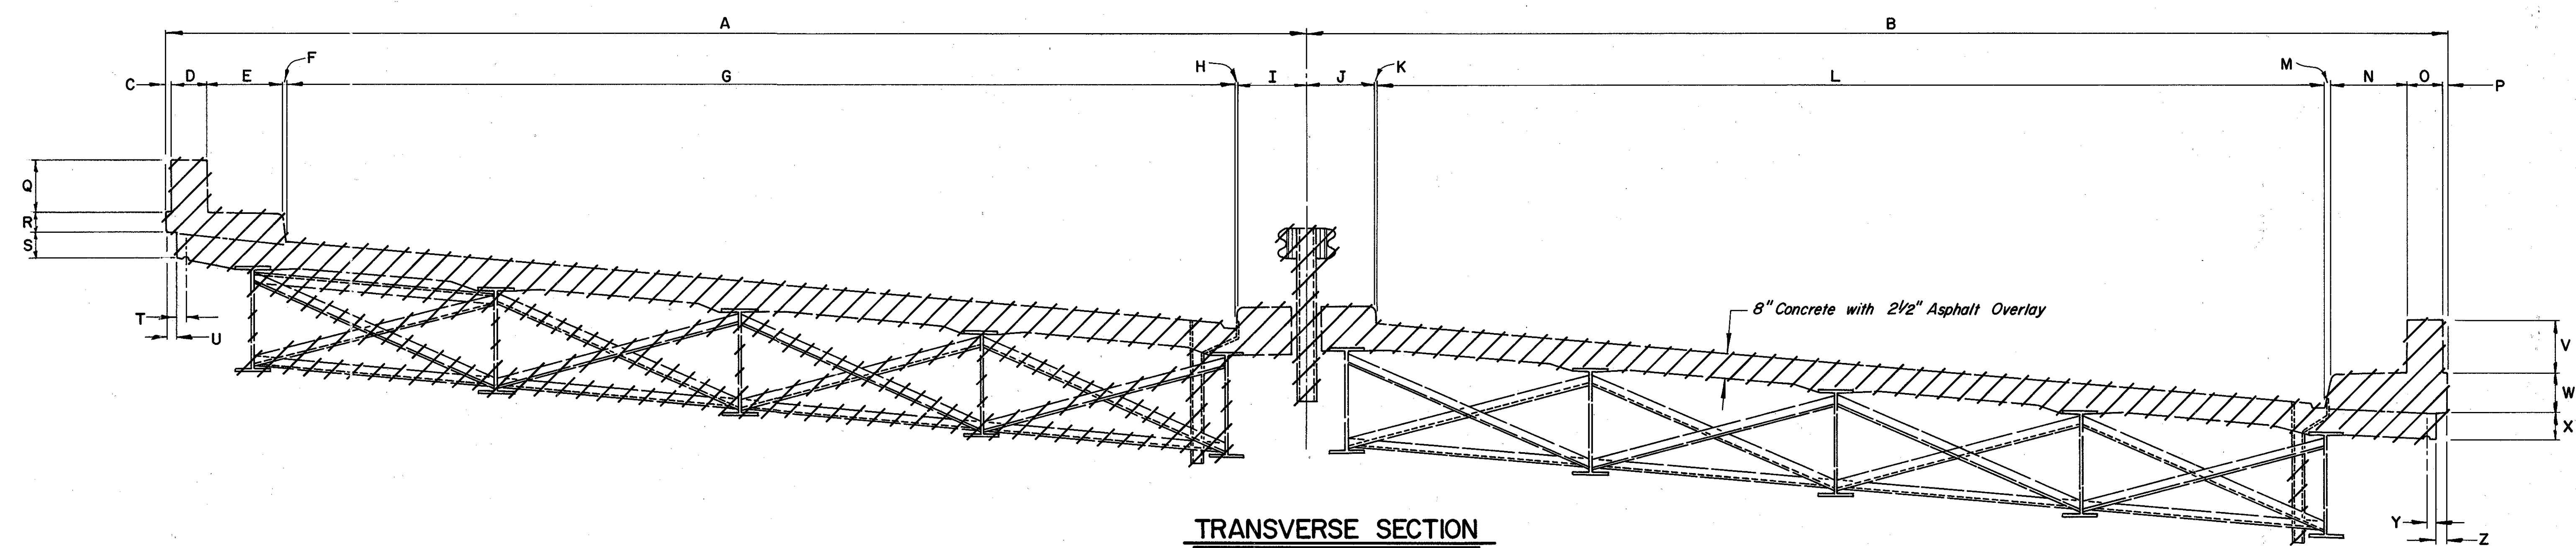 A B
C D E F G H I J K L M N O P
Q
R
S
T
U
8" Concrete with 2½" Asphalt Overlay
V
W
X
Y
Z
TRANSVERSE SECTION